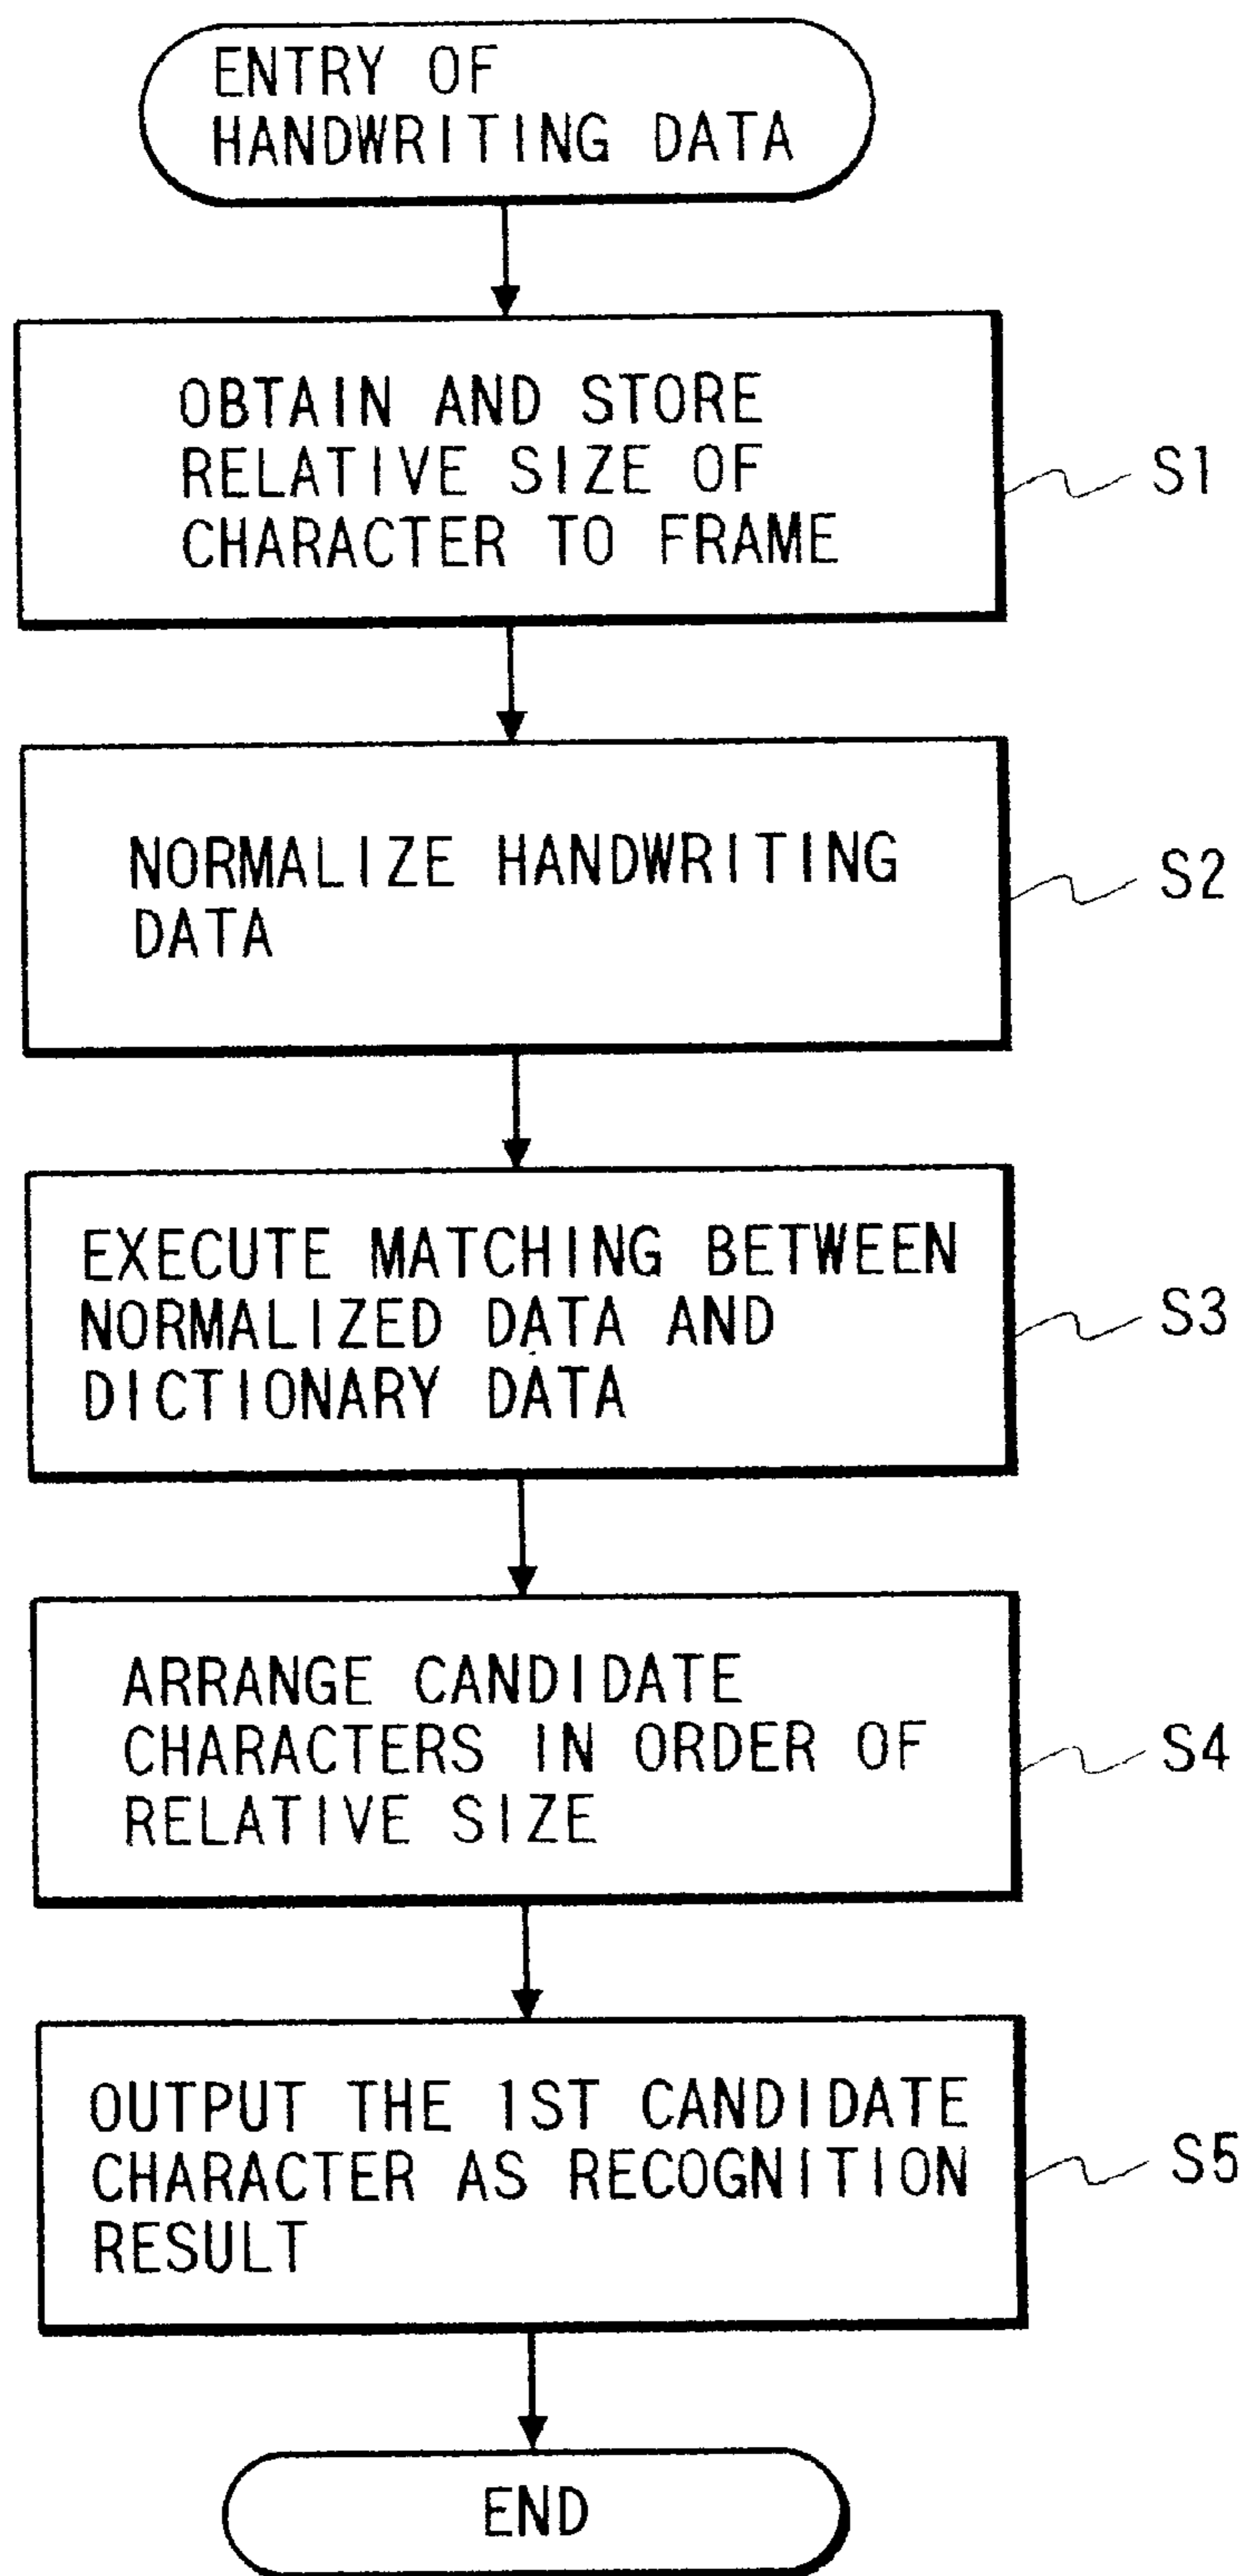 ENTRY OF
HANDWRITING DATA
OBTAIN AND STORE
RELATIVE SIZE OF
CHARACTER TO FRAME
S1
NORMALIZE HANDWRITING
DATA
S2
EXECUTE MATCHING BETWEEN
NORMALIZED DATA AND
DICTIONARY DATA
S3
ARRANGE CANDIDATE
CHARACTERS IN ORDER OF
RELATIVE SIZE
S4
OUTPUT THE 1ST CANDIDATE
CHARACTER AS RECOGNITION
RESULT
S5
END